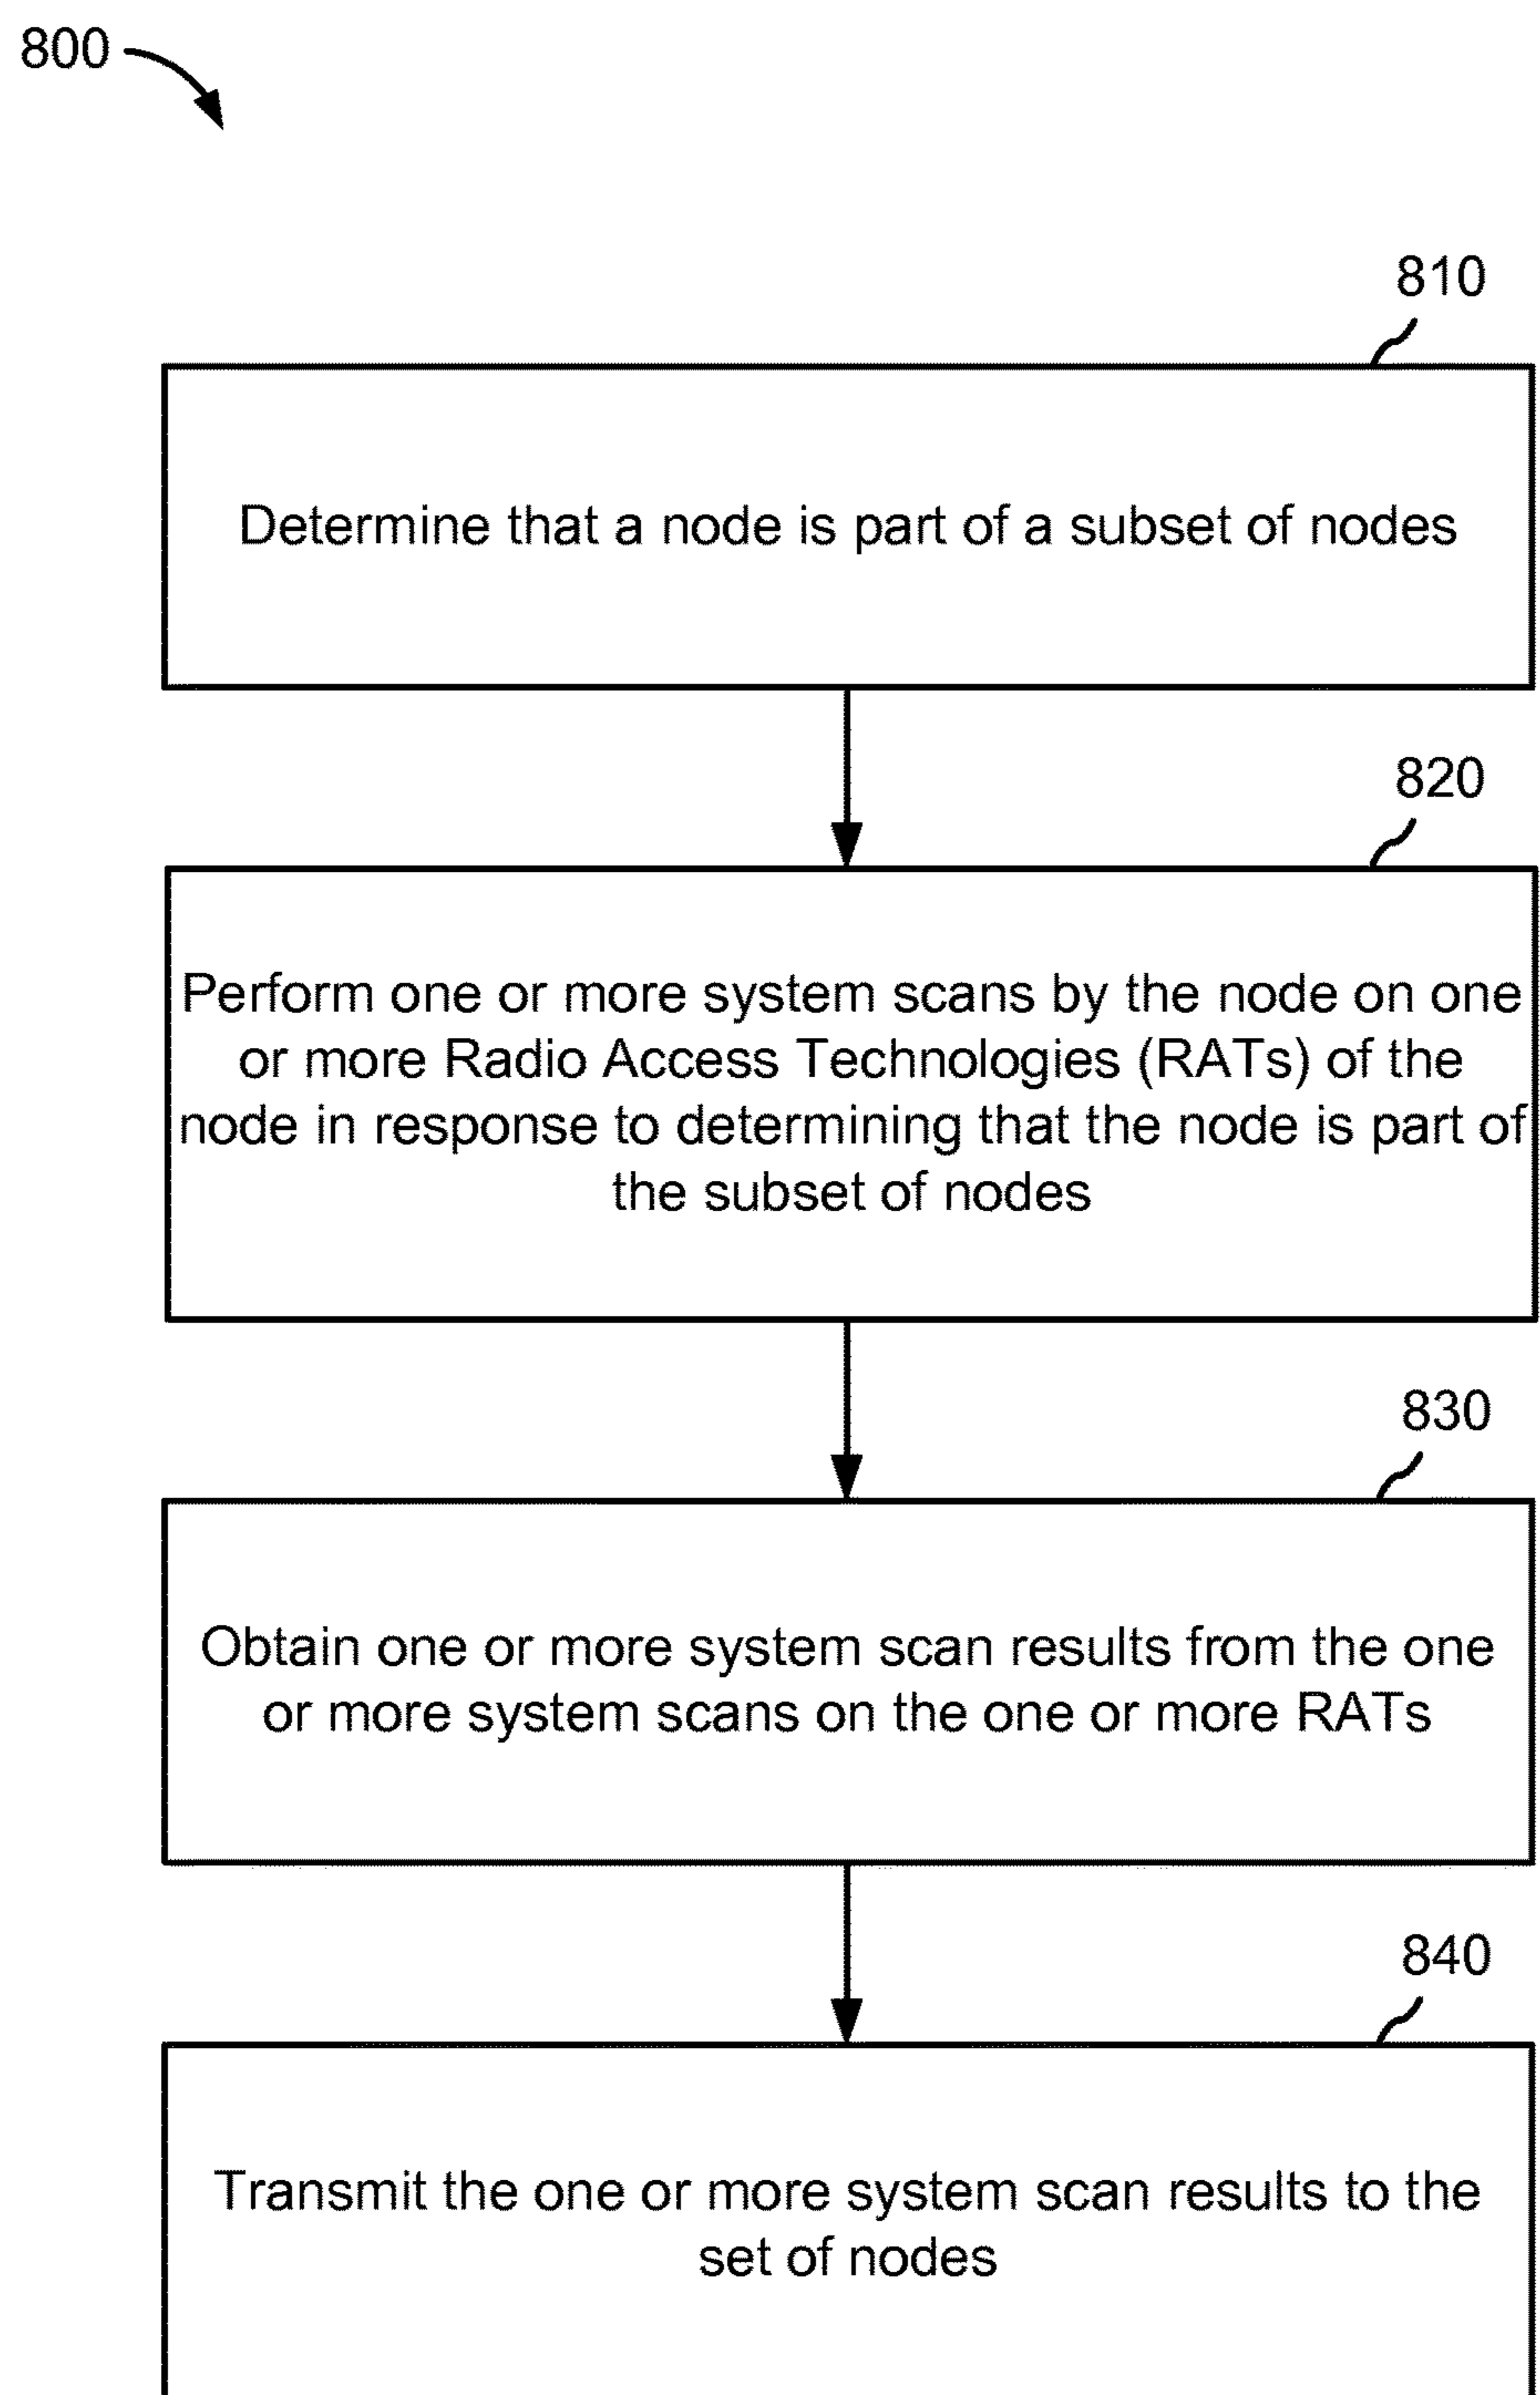 800
810
Determine that a node is part of a subset of nodes
820
Perform one or more system scans by the node on one
or more Radio Access Technologies (RATs) of the
node in response to determining that the node is part of
the subset of nodes
830
Obtain one or more system scan results from the one
or more system scans on the one or more RATs
840
Transmit the one or more system scan results to the
set of nodes